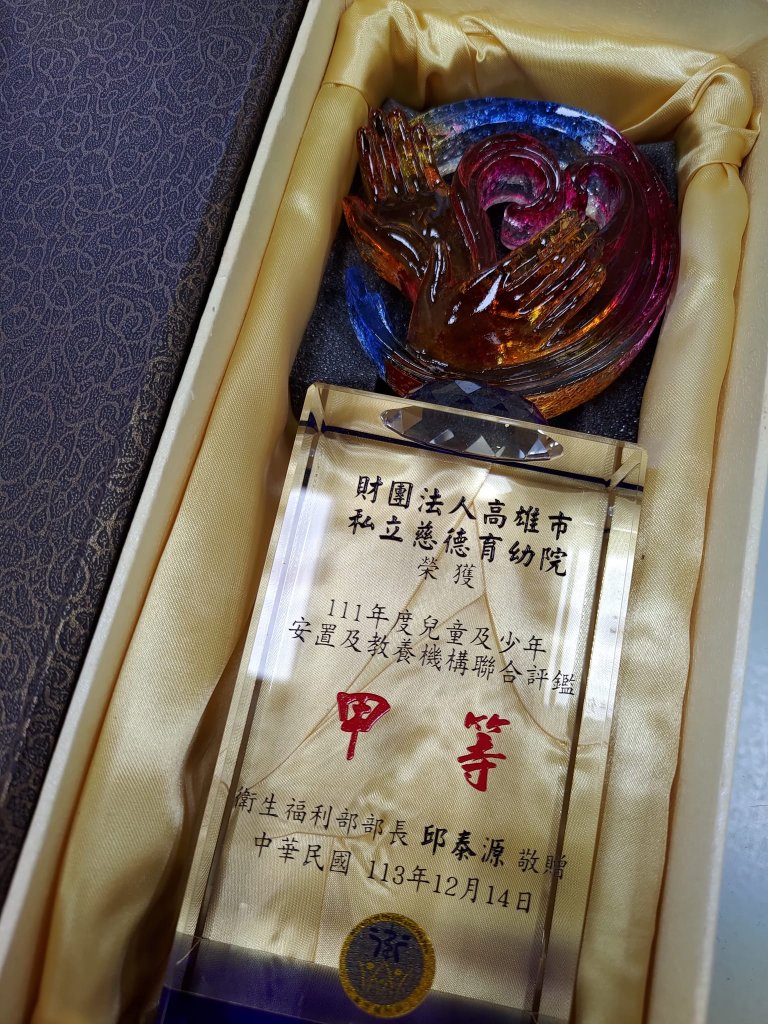 財團法人高雄市
私立慈德育幼院
榮獲
111年度兒童及少年
安置及教養機構聯合評鑑
甲等
衛生福利部部長 邱泰源 敬贈
中華民國 113年12月14日
衛